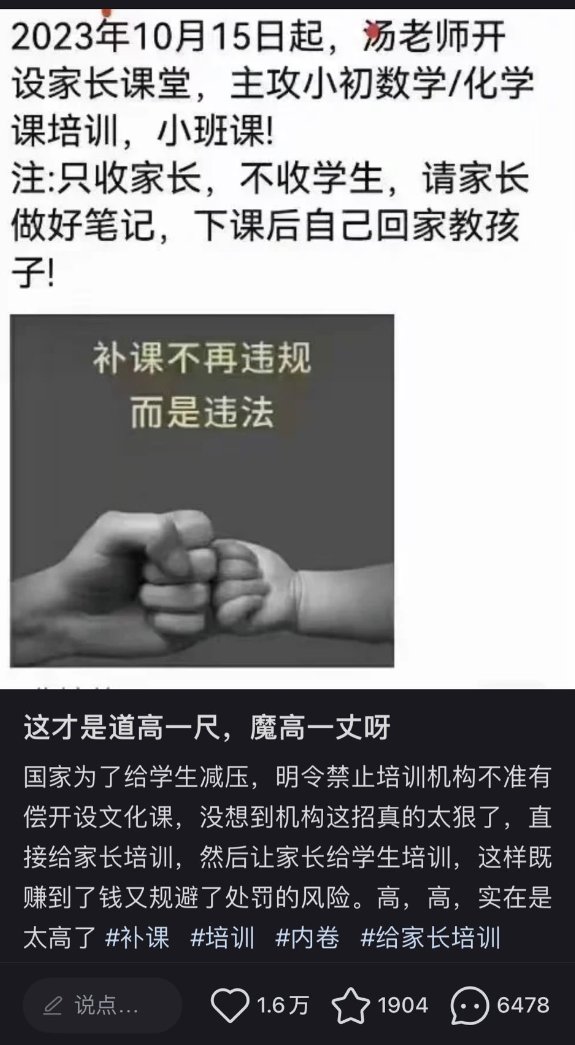 2023年10月15日起，汤老师开
设家长课堂，主攻小初数学/化学
课培训，小班课!
注:只收家长，不收学生，请家长
做好笔记，下课后自己回家教孩
子!
补课不再违规
而是违法
这才是道高一尺，魔高一丈呀
国家为了给学生减压，明令禁止培训机构不准有
偿开设文化课，没想到机构这招真的太狠了，直
接给家长培训，然后让家长给学生培训，这样既
赚到了钱又规避了处罚的风险。高，高，实在是
太高了 #补课 #培训 #内卷 #给家长培训
说点... 1.6万 1904 6478